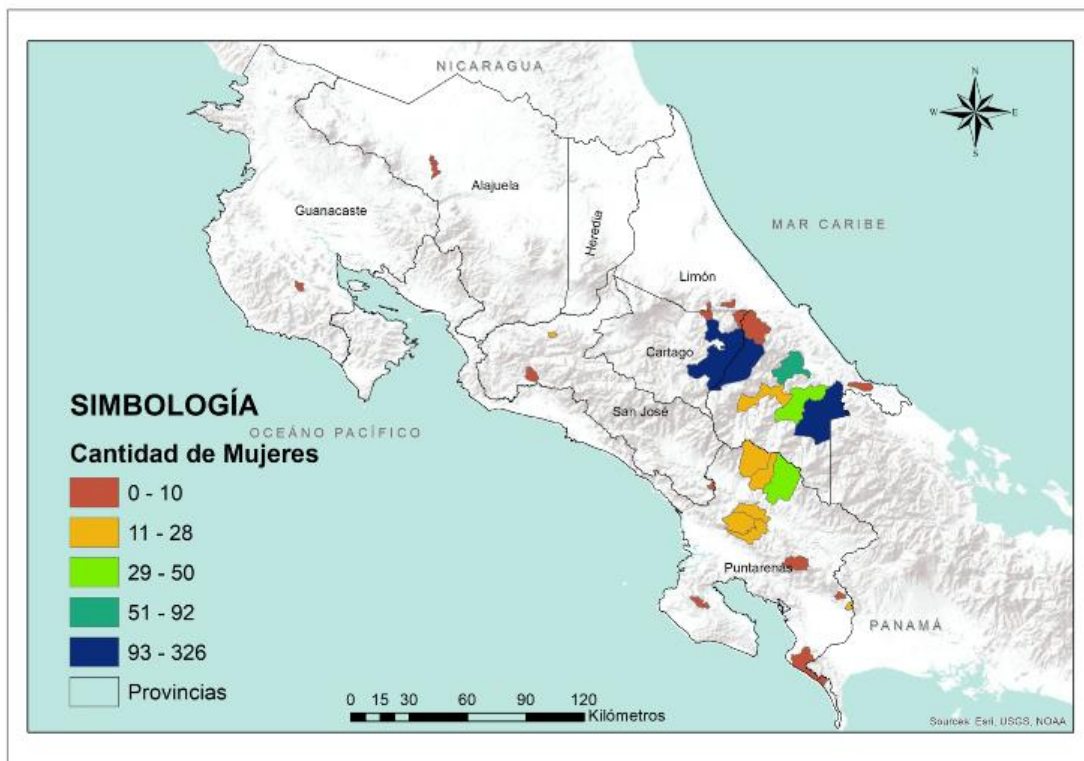 NICARAGUA
N
W
E
S
Alajuela
Guanacaste
Heredia
MAR CARIBE
Limón
Cartago
San José
OCEÁNO PACÍFICO
Puntarenas
PANAMÁ
SIMBOLOGÍA
Cantidad de Mujeres
0 - 10
11 - 28
29 - 50
51 - 92
93 - 326
Provincias
0 15 30 60 90 120
Kilómetros
Sources: Esri, USGS, NOAA